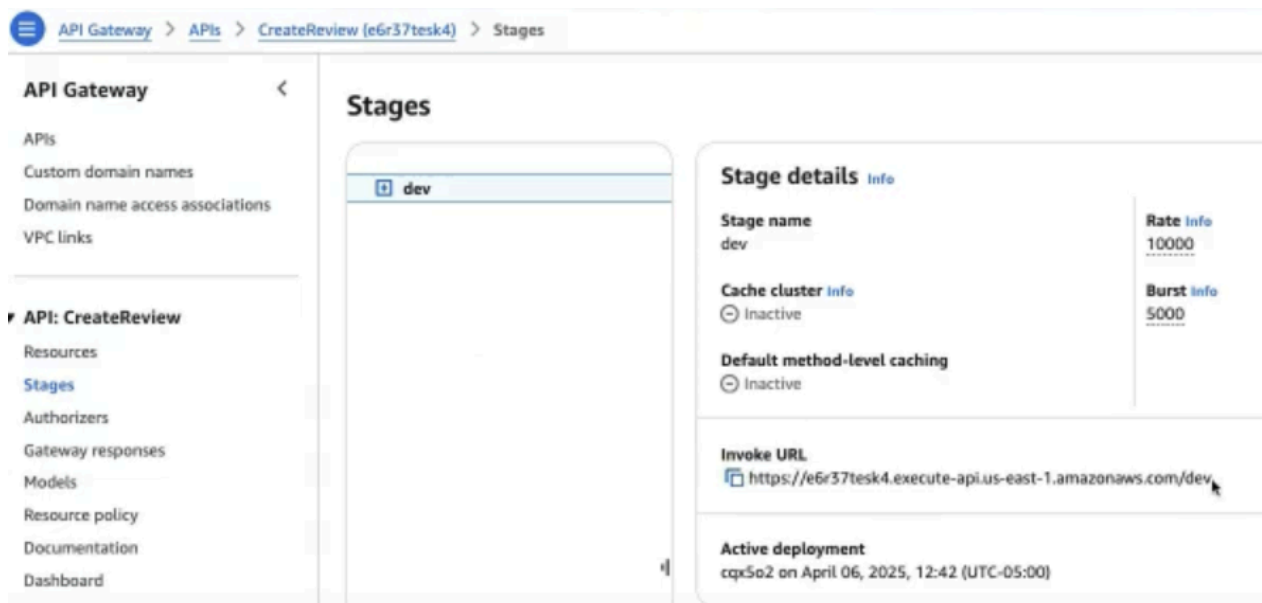 API Gateway > APIs > CreateReview (e6r37tesk4) > Stages
API Gateway
APIs
Custom domain names
Domain name access associations
VPC links
API: CreateReview
Resources
Stages
Authorizers
Gateway responses
Models
Resource policy
Documentation
Dashboard
Stages
dev
Stage details Info
Stage name
dev
Rate Info
10000
Cache cluster Info
Inactive
Burst Info
5000
Default method-level caching
Inactive
Invoke URL
https://e6r37tesk4.execute-api.us-east-1.amazonaws.com/dev
Active deployment
cqx5o2 on April 06, 2025, 12:42 (UTC-05:00)